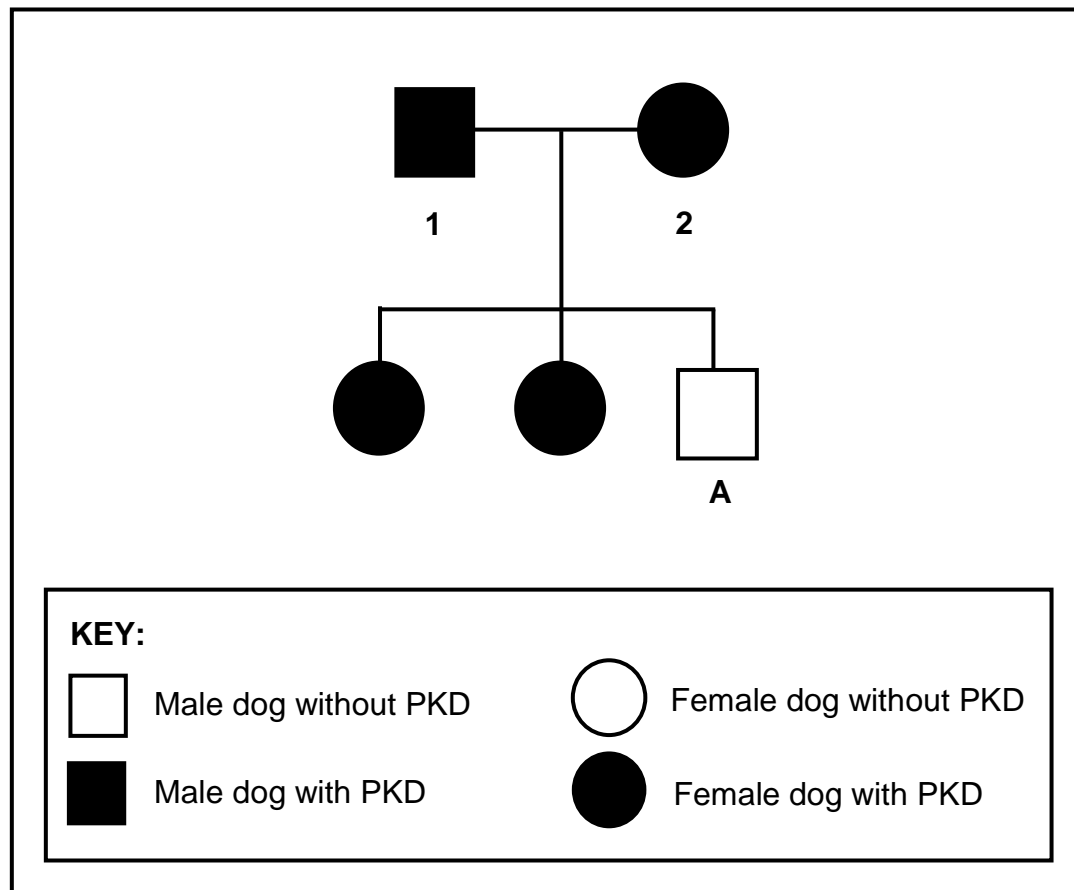 1 2
A
KEY:
Male dog without PKD Female dog without PKD
Male dog with PKD Female dog with PKD